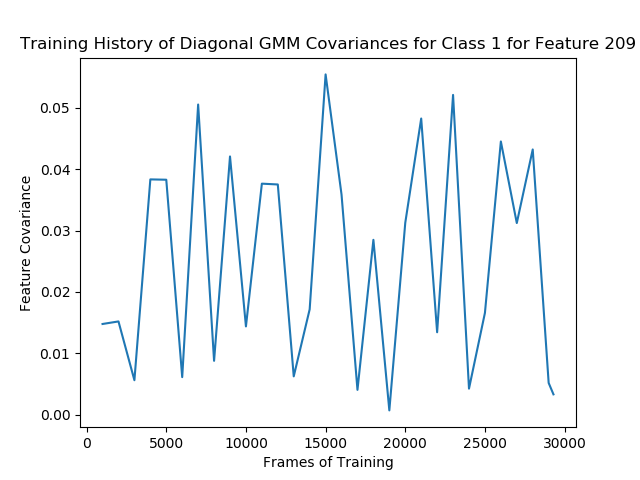 Training History of Diagonal GMM Covariances for Class 1 for Feature 209
0.05
0.04
0.03
0.02
0.01
0.00
Feature Covariance
0 5000 10000 15000 20000 25000 30000
Frames of Training